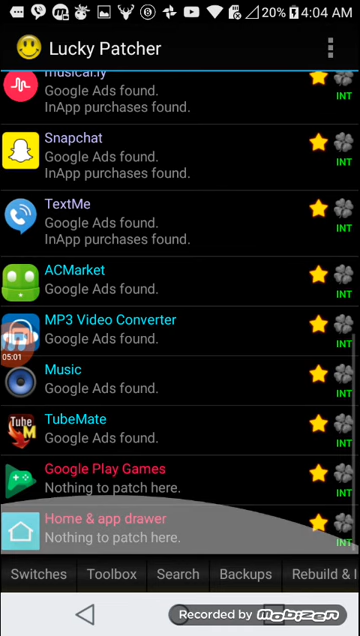 20% 4:04 AM
Lucky Patcher
musical.ly
Google Ads found.
InApp purchases found.
INT
Snapchat
Google Ads found.
InApp purchases found.
INT
TextMe
Google Ads found.
InApp purchases found.
INT
ACMarket
Google Ads found.
INT
MP3 Video Converter
Google Ads found.
INT
05:01
Music
Google Ads found.
INT
TubeMate
Google Ads found.
INT
Tube
M
Google Play Games
Nothing to patch here.
INT
Home & app drawer
Nothing to patch here.
INT
Switches Toolbox Search Backups Rebuild & I
Recorded by Mobizen